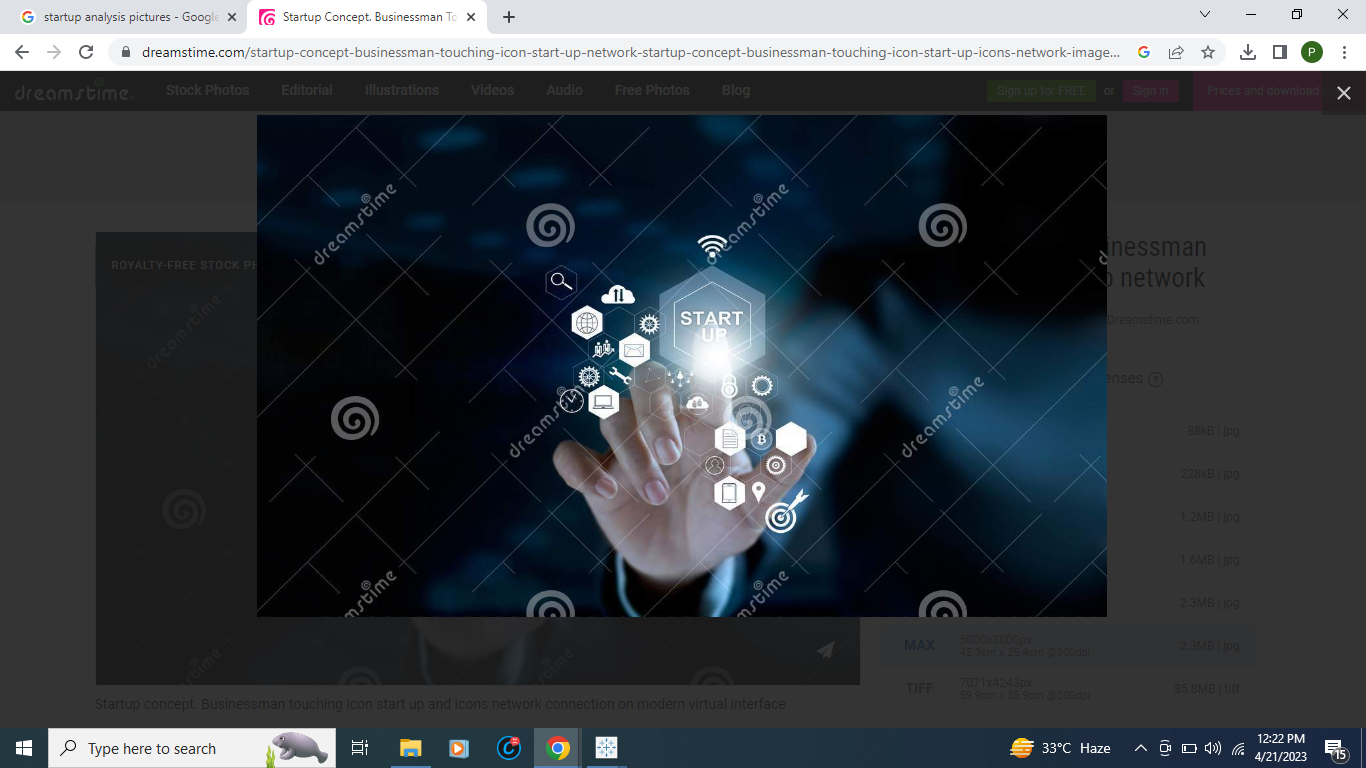 startup analysis pictures - Google
Startup Concept. Businessman To
dreamstime.com/startup-concept-businessman-touching-icon-start-up-network-startup-concept-businessman-touching-icon-start-up-icons-network-image...
P
dreamstime.
Stock Photos
Editorial
Illustrations
Videos
Audio
Free Photos
Blog
Sign up for FREE
or
Sign in
Prices and download
ROYALTY-FREE STOCK PH
inessman
network
Dreamstime.com
enses ?
START
UP
dreamstime
dreamstime
dreamstime
dreamstime
dreamstime
dreamstime
88kB | jpg
228kB | jpg
1.2MB | jpg
1.6MB | jpg
2.3MB | jpg
MAX
5000x3000px
42.3cm x 25.4cm @300dpi
2.3MB | jpg
TIFF
7071x4243px
59.9cm x 35.9cm @300dpi
85.8MB | tiff
Startup concept. Businessman touching icon start up and icons network connection on modern virtual interface
Type here to search
33°C Haze
12:22 PM
4/21/2023
15